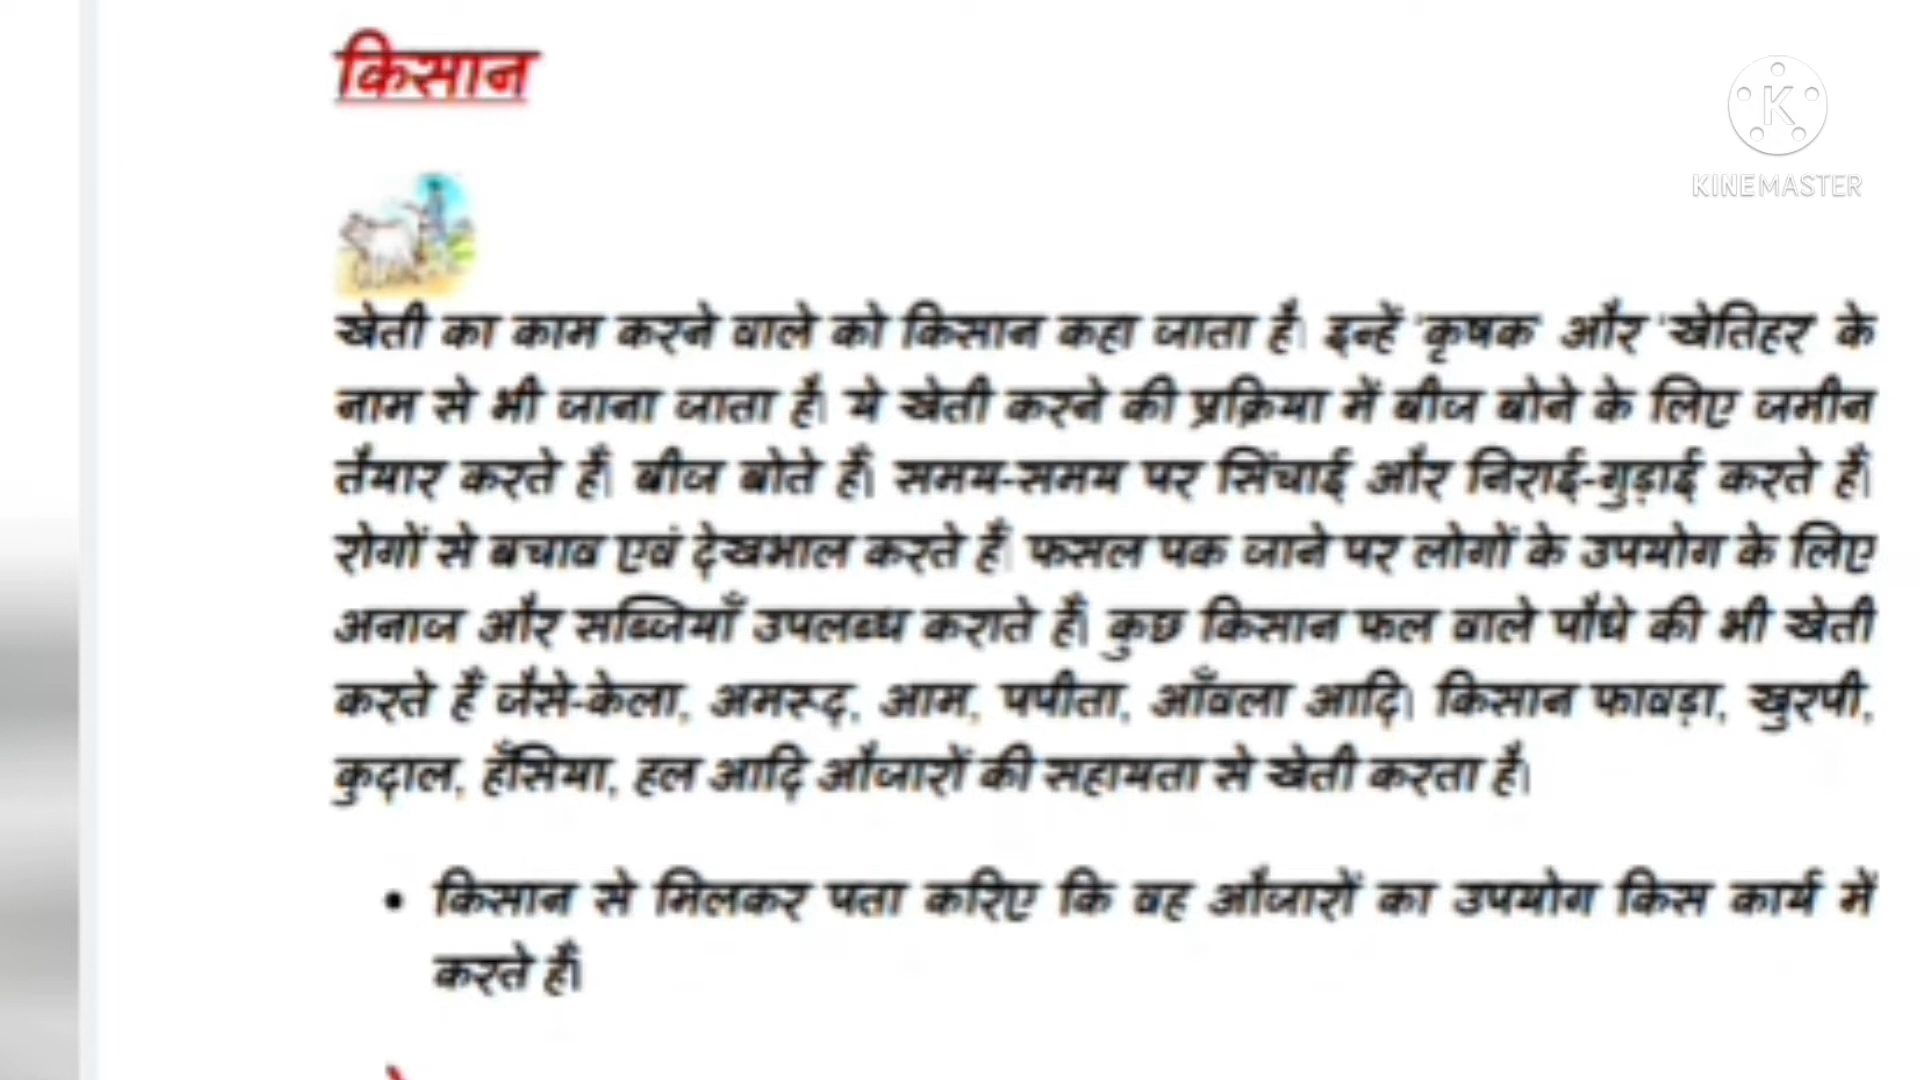 किसान
KINEMASTER
खेती का काम करने वाले को किसान कहा जाता है। इन्हें 'कृषक' और 'खेतिहर' के
नाम से भी जाना जाता है। ये खेती करने की प्रक्रिया में बीज बोने के लिए जमीन
तैयार करते हैं। बीज बोते हैं। समय-समय पर सिंचाई और निराई-गुड़ाई करते हैं।
रोगों से बचाव एवं देखभाल करते हैं। फसल पक जाने पर लोगों के उपयोग के लिए
अनाज और सब्जियाँ उपलब्ध कराते हैं। कुछ किसान फल वाले पौधे की भी खेती
करते हैं जैसे-केला, अमरूद, आम, पपीता, आँवला आदि। किसान फावड़ा, खुरपी,
कुदाल, हँसिया, हल आदि औजारों की सहायता से खेती करता है।
• किसान से मिलकर पता करिए कि वह औजारों का उपयोग किस कार्य में
करते हैं।